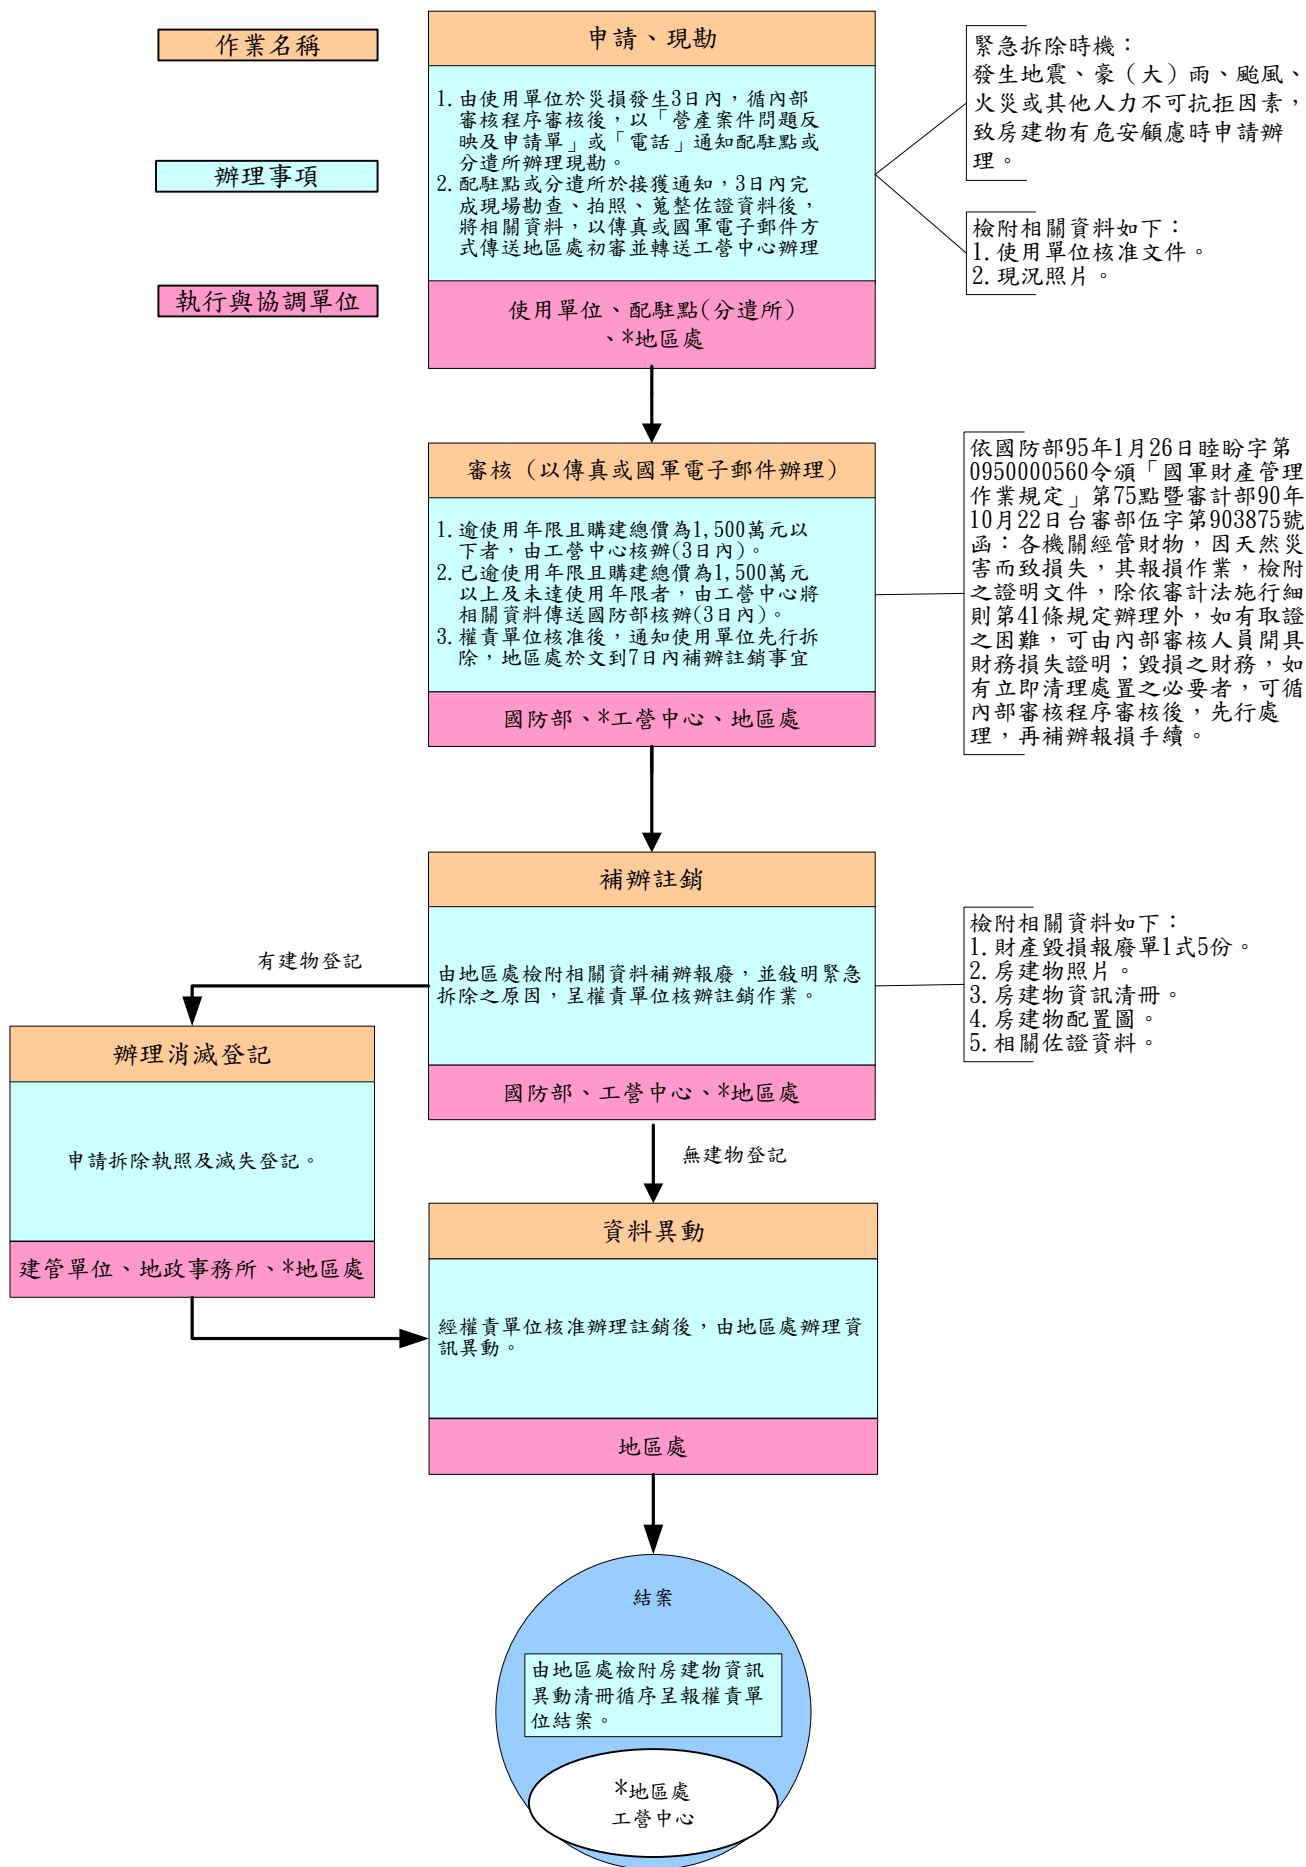 作業名稱
辦理事項
執行與協調單位
申請、現勘
1.由使用單位於災損發生3日內，循內部
審核程序審核後，以「營產案件問題反
映及申請單」或「電話」通知配駐點或
分遣所辦理現勘。
2.配駐點或分遣所於接獲通知，3日內完
成現場勘查、拍照、蒐整佐證資料後，
將相關資料，以傳真或國軍電子郵件方
式傳送地區處初審並轉送工營中心辦理
使用單位、配駐點(分遣所)
、*地區處
緊急拆除時機：
發生地震、豪（大）雨、颱風、
火災或其他人力不可抗拒因素，
致房建物有危安顧慮時申請辦
理。
檢附相關資料如下：
1.使用單位核准文件。
2.現況照片。
審核（以傳真或國軍電子郵件辦理）
1.逾使用年限且購建總價為1,500萬元以
下者，由工營中心核辦(3日內)。
2.已逾使用年限且購建總價為1,500萬元
以上及未達使用年限者，由工營中心將
相關資料傳送國防部核辦(3日內)。
3.權責單位核准後，通知使用單位先行拆
除，地區處於文到7日內補辦註銷事宜
國防部、*工營中心、地區處
依國防部95年1月26日睦盼字第
0950000560令頒「國軍財產管理
作業規定」第75點暨審計部90年
10月22日台審部伍字第903875號
函：各機關經管財物，因天然災
害而致損失，其報損作業，檢附
之證明文件，除依審計法施行細
則第41條規定辦理外，如有取證
之困難，可由內部審核人員開具
財務損失證明；毀損之財務，如
有立即清理處置之必要者，可循
內部審核程序審核後，先行處
理，再補辦報損手續。
補辦註銷
由地區處檢附相關資料補辦報廢，並敍明緊急
拆除之原因，呈權責單位核辦註銷作業。
國防部、工營中心、*地區處
檢附相關資料如下：
1.財產毀損報廢單1式5份。
2.房建物照片。
3.房建物資訊清冊。
4.房建物配置圖。
5.相關佐證資料。
有建物登記
辦理消滅登記
申請拆除執照及滅失登記。
建管單位、地政事務所、*地區處
無建物登記
資料異動
經權責單位核准辦理註銷後，由地區處辦理資
訊異動。
地區處
結案
由地區處檢附房建物資訊
異動清冊循序呈報權責單
位結案。
*地區處
工營中心